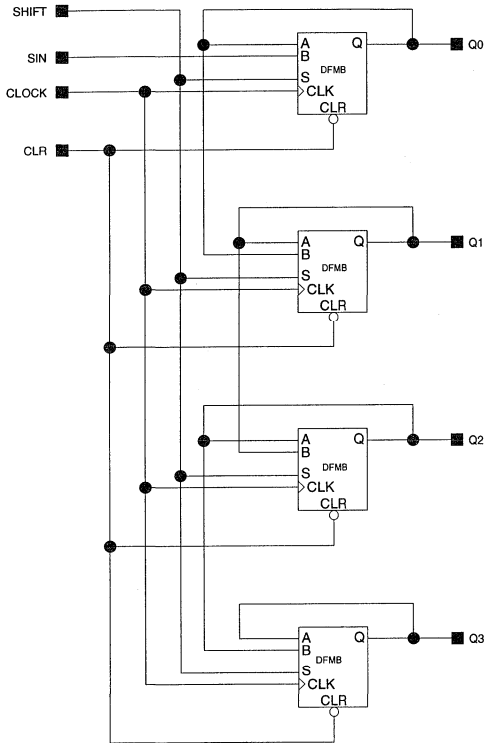 SHIFT
SIN
CLOCK
CLR
A Q
B
DFMB
S
CLK
CLR
Q0
A Q
B
DFMB
S
CLK
CLR
Q1
A Q
B
DFMB
S
CLK
CLR
Q2
A Q
B
DFMB
S
CLK
CLR
Q3